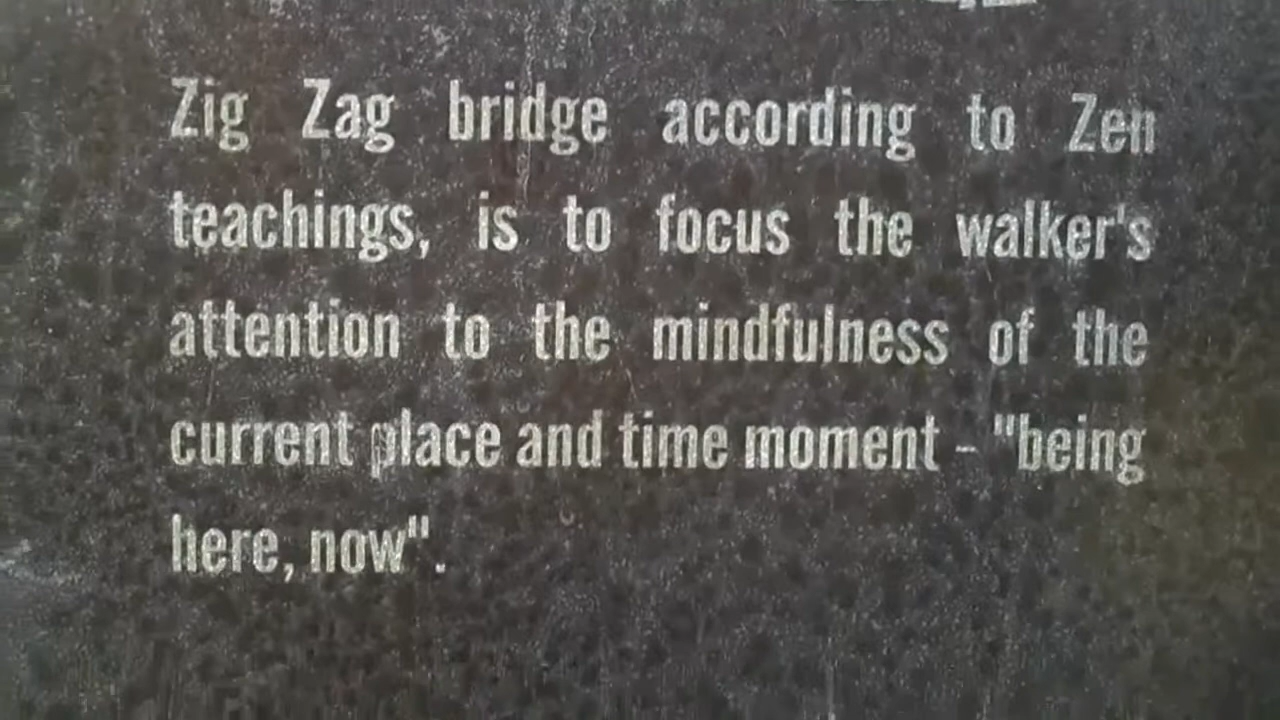 Zig Zag bridge according to Zen
teachings, is to focus the walker's
attention to the mindfulness of the
current place and time moment - "being
here, now".